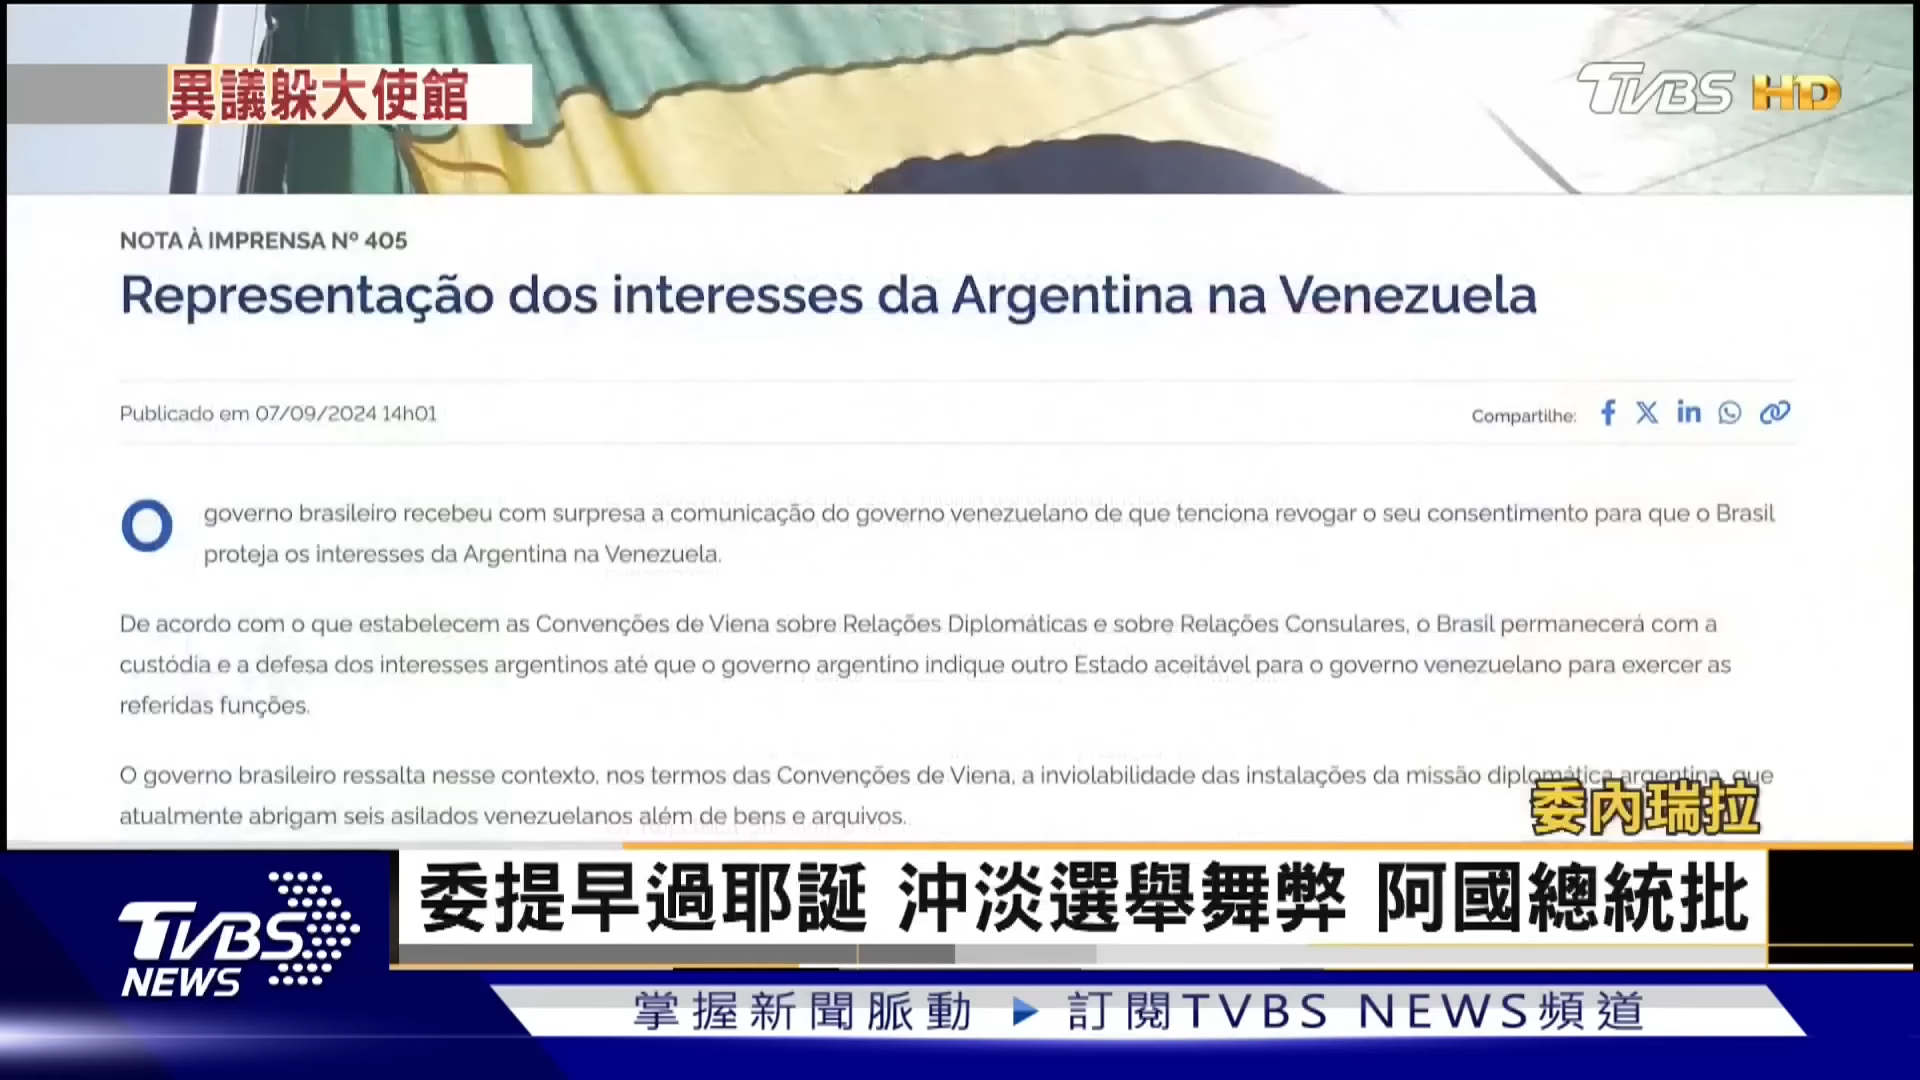 異議躲大使館
TVBS HD
NOTA À IMPRENSA Nº 405
Representação dos interesses da Argentina na Venezuela
Publicado em 07/09/2024 14h01
Compartilhe:
O governo brasileiro recebeu com surpresa a comunicação do governo venezuelano de que tenciona revogar o seu consentimento para que o Brasil
proteja os interesses da Argentina na Venezuela.
De acordo com o que estabelecem as Convenções de Viena sobre Relações Diplomáticas e sobre Relações Consulares, o Brasil permanecerá com a
custódia e a defesa dos interesses argentinos até que o governo argentino indique outro Estado aceitável para o governo venezuelano para exercer as
referidas funções.
O governo brasileiro ressalta nesse contexto, nos termos das Convenções de Viena, a inviolabilidade das instalações da missão diplomática argentina, que
atualmente abrigam seis asilados venezuelanos além de bens e arquivos.
委內瑞拉
委提早過耶誕 沖淡選舉舞弊 阿國總統批
TVBS
NEWS
掌握新聞脈動 訂閱TVBS NEWS頻道